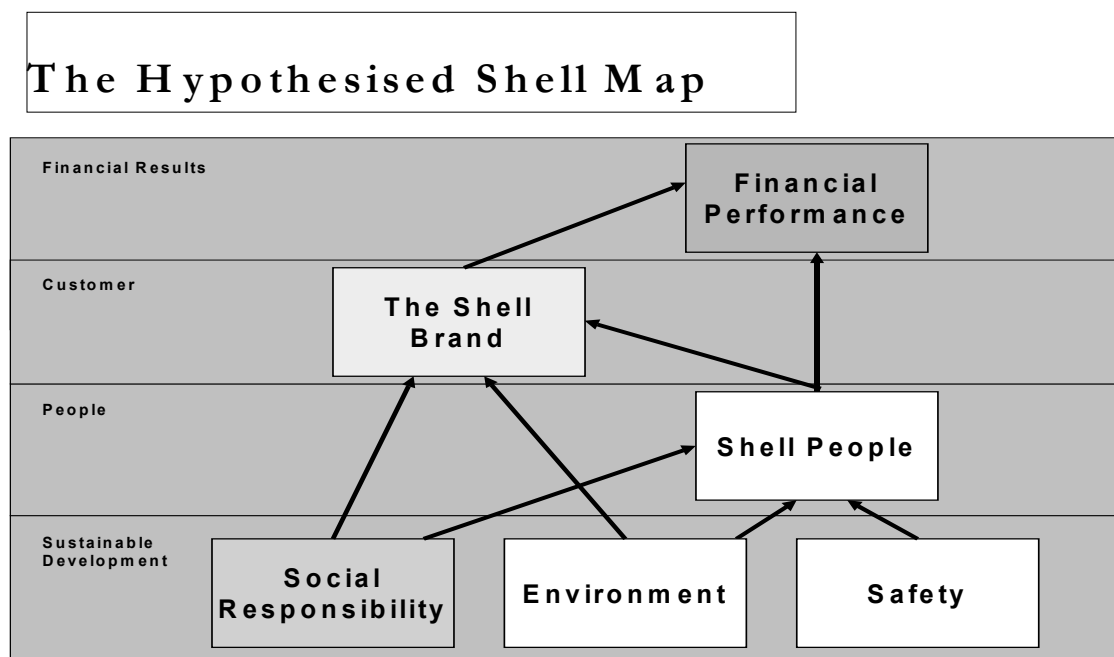 The Hypothesised Shell Map
Financial Results
Financial
Performance
Customer
The Shell
Brand
People
Shell People
Sustainable
Development
Social
Responsibility
Environment
Safety